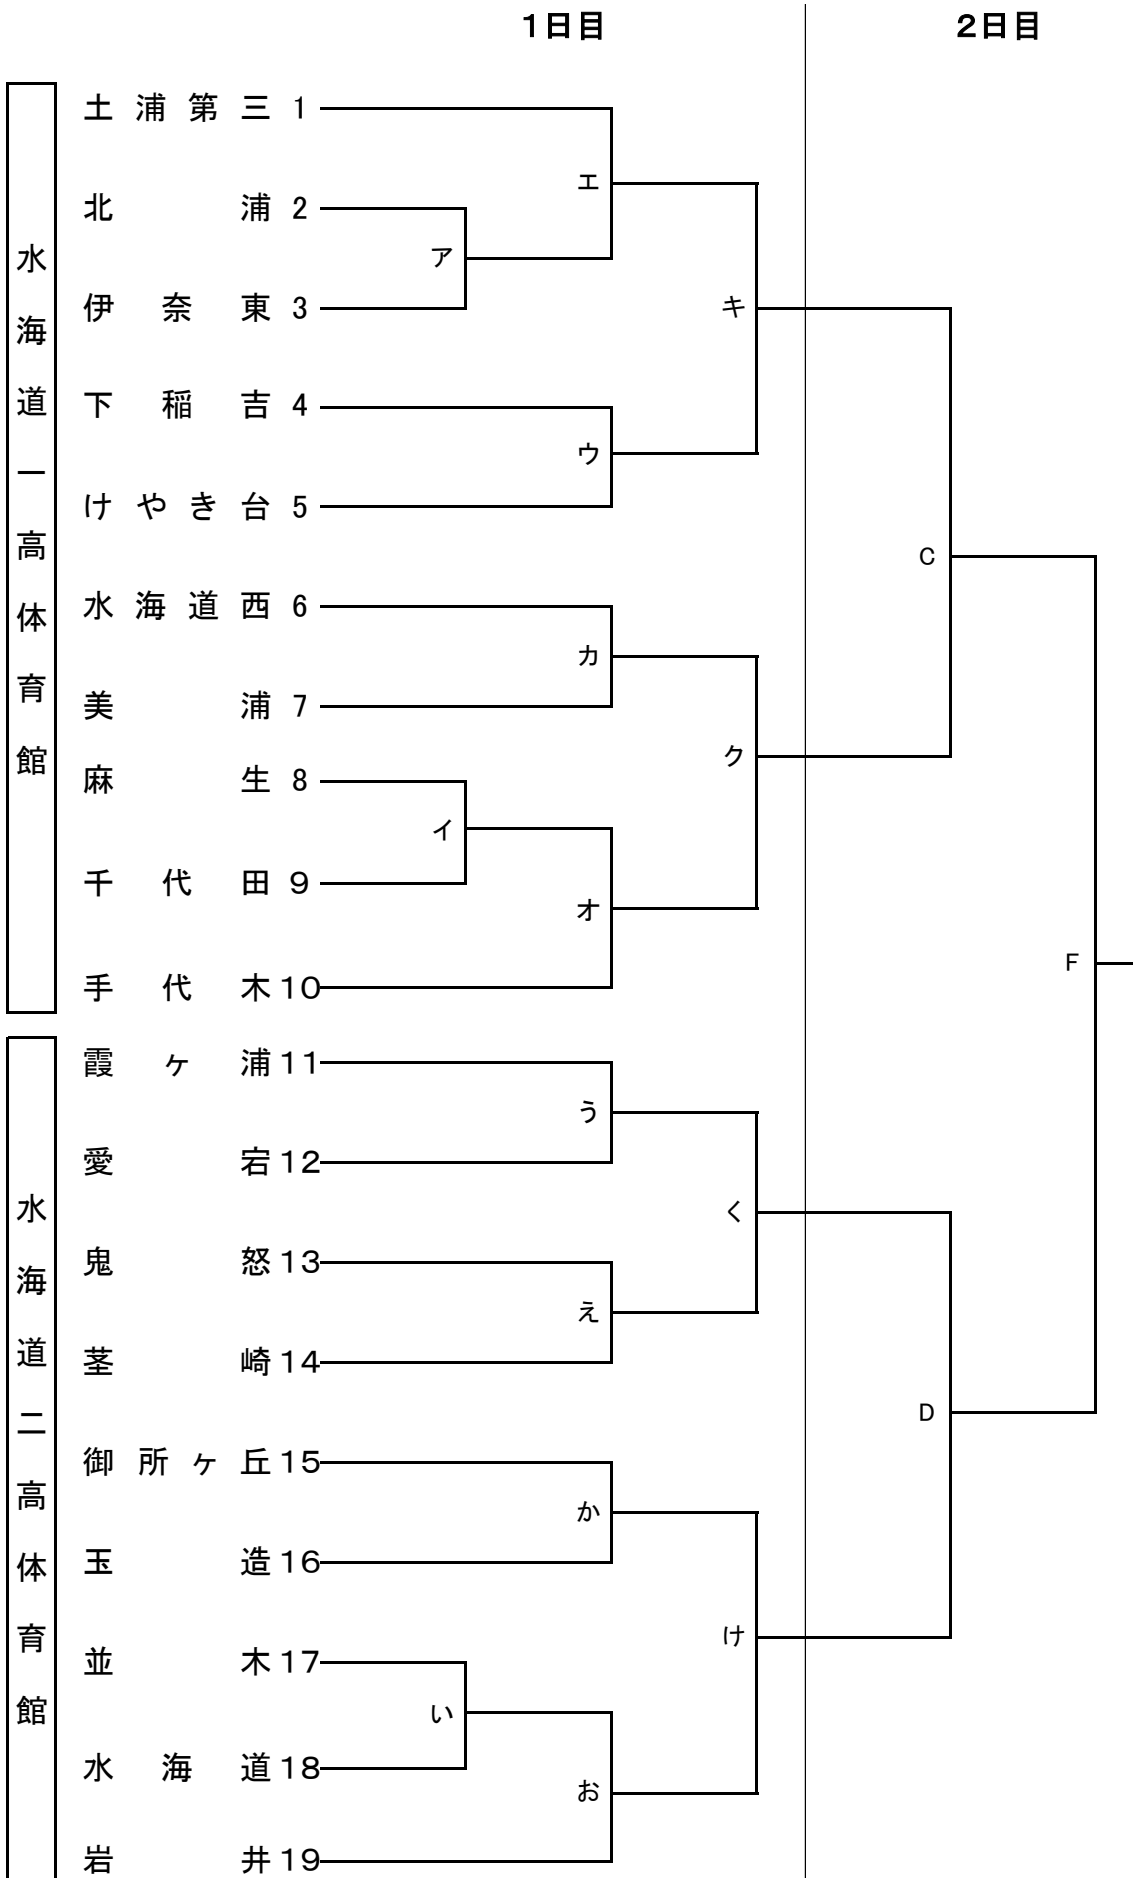 1日目 2日目
水海道一高体育館
土浦第三 1
エ
北浦 2
ア
伊奈東 3
キ
下稲吉 4
ウ
けやき台 5
C
水海道西 6
カ
美浦 7
ク
麻生 8
イ
千代田 9
オ
F
手代木 10
水海道二高体育館
霞ヶ浦 11
う
愛宕 12
く
鬼怒 13
え
茎崎 14
D
御所ヶ丘 15
か
玉造 16
け
並木 17
い
水海道 18
お
岩井 19